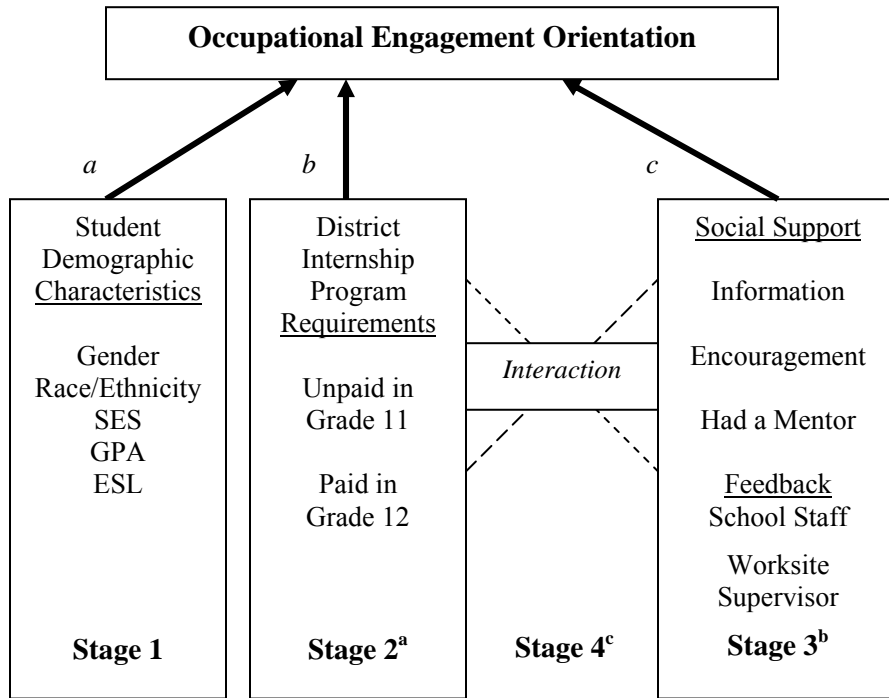 Occupational Engagement Orientation
a
b
c
Student
Demographic
Characteristics
Gender
Race/Ethnicity
SES
GPA
ESL
Stage 1
District
Internship
Program
Requirements
Unpaid in
Grade 11
Paid in
Grade 12
Stage 2a
Interaction
Stage 4c
Social Support
Information
Encouragement
Had a Mentor
Feedback
School Staff
Worksite
Supervisor
Stage 3b